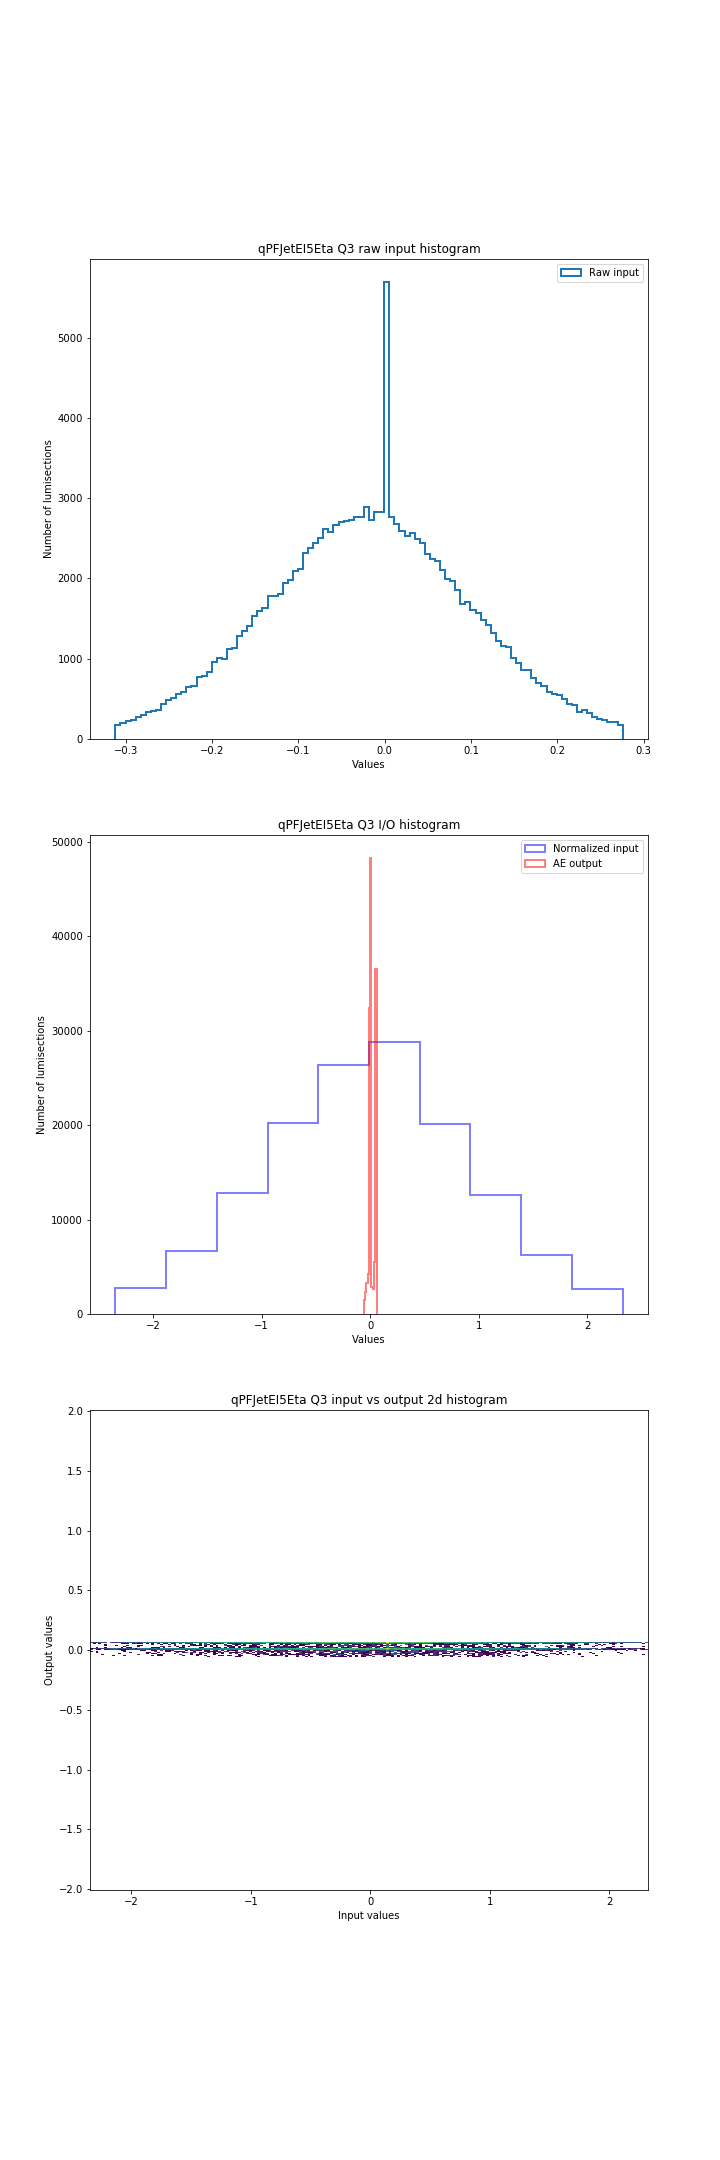 qPFJetEI5Eta Q3 raw input histogram
Raw input
5000
4000
3000
2000
1000
0
Number of lumisections
−0.3 −0.2 −0.1 0.0 0.1 0.2 0.3
Values
qPFJetEI5Eta Q3 I/O histogram
Normalized input
AE output
50000
40000
30000
20000
10000
0
Number of lumisections
−2 −1 0 1 2
Values
qPFJetEI5Eta Q3 input vs output 2d histogram
2.0
1.5
1.0
0.5
0.0
−0.5
−1.0
−1.5
−2.0
Output values
−2 −1 0 1 2
Input values